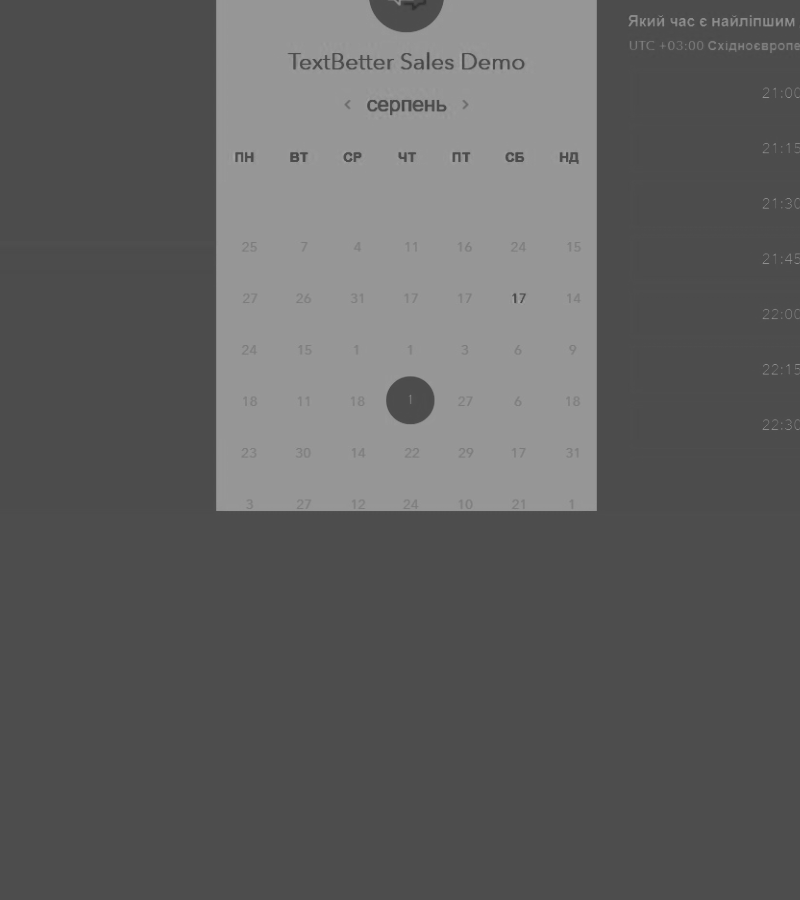 TextBetter Sales Demo
‹ серпень ›
ПН ВТ СР ЧТ ПТ СБ НД
25 7 4 11 16 24 15
27 26 31 17 17 17 14
24 15 1 1 3 6 9
18 11 18 1 27 6 18
23 30 14 22 29 17 31
3 27 12 24 10 21 1
Який час є найліпшим
UTC +03:00 Східноєвропе
21:00
21:15
21:30
21:45
22:00
22:15
22:30